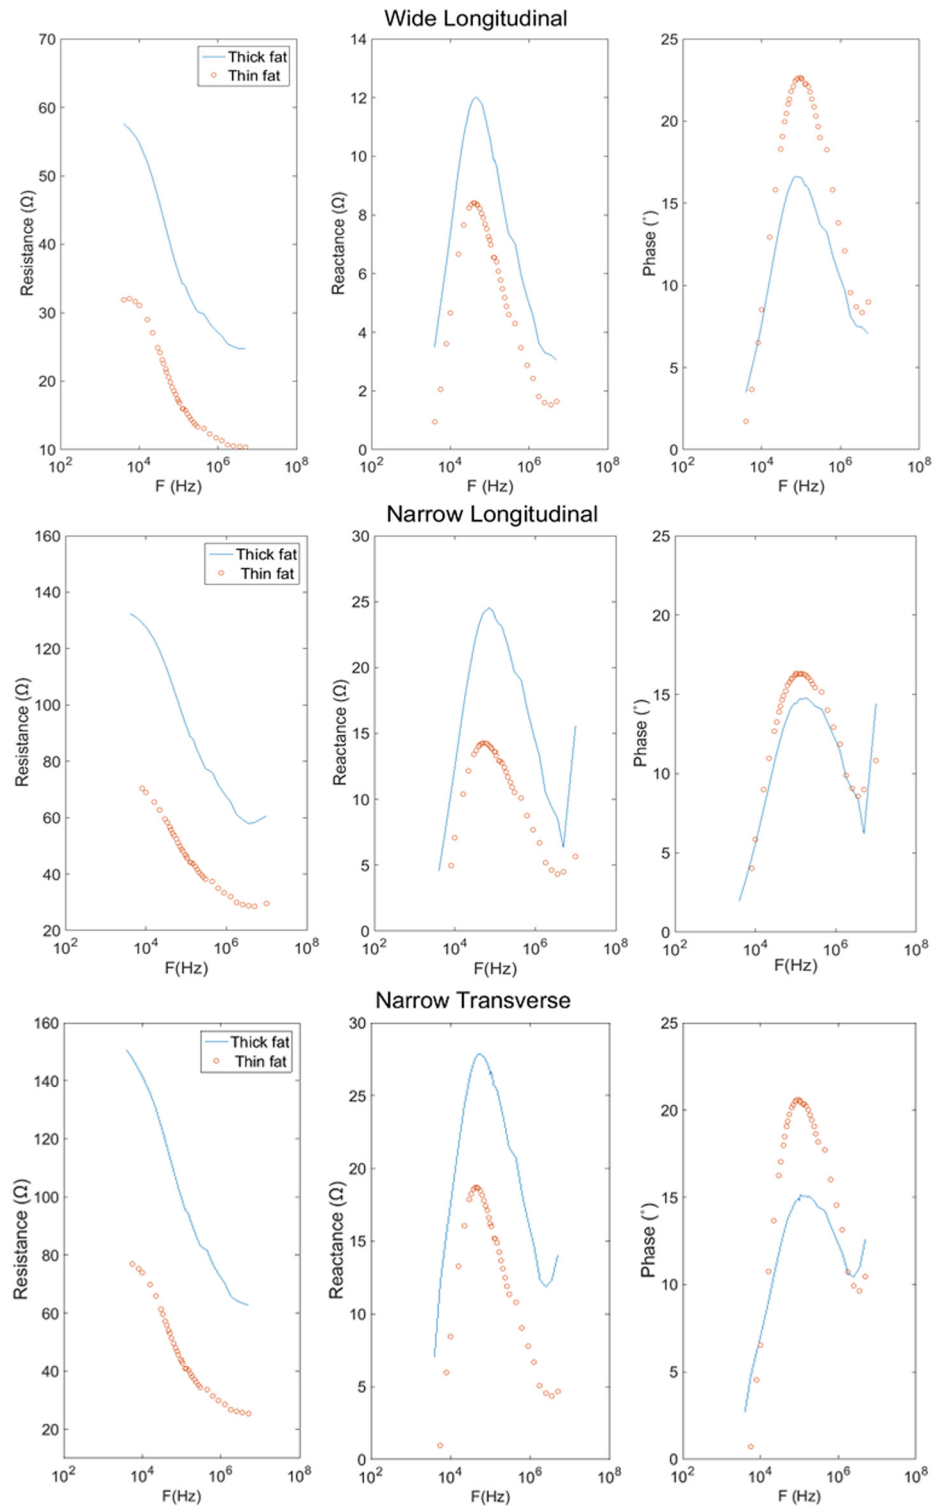 Wide Longitudinal
70
60
50
40
30
20
10
Resistance (Ω)
Thick fat
Thin fat
10² 10⁴ 10⁶ 10⁸
F (Hz)
14
12
10
8
6
4
2
0
Reactance (Ω)
10² 10⁴ 10⁶ 10⁸
F (Hz)
25
20
15
10
5
0
Phase (˚)
10² 10⁴ 10⁶ 10⁸
F (Hz)
Narrow Longitudinal
160
140
120
100
80
60
40
20
Resistance (Ω)
Thick fat
Thin fat
10² 10⁴ 10⁶ 10⁸
F(Hz)
30
25
20
15
10
5
0
Reactance (Ω)
10² 10⁴ 10⁶ 10⁸
F(Hz)
25
20
15
10
5
0
Phase (˚)
10² 10⁴ 10⁶ 10⁸
F(Hz)
Narrow Transverse
160
140
120
100
80
60
40
20
Resistance (Ω)
Thick fat
Thin fat
10² 10⁴ 10⁶ 10⁸
F(Hz)
30
25
20
15
10
5
0
Reactance (Ω)
10² 10⁴ 10⁶ 10⁸
F(Hz)
25
20
15
10
5
0
Phase (˚)
10² 10⁴ 10⁶ 10⁸
F(Hz)